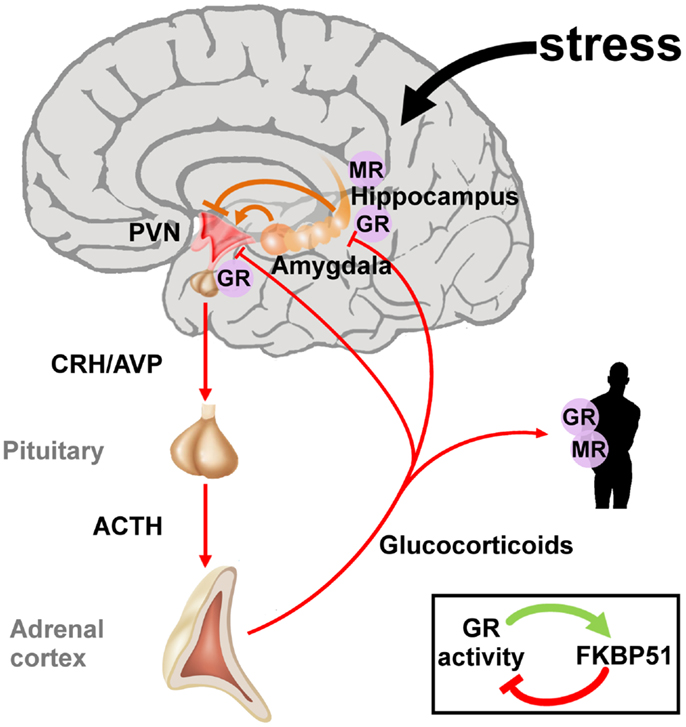 stress
MR
Hippocampus
GR
PVN
Amygdala
GR
CRH/AVP
Pituitary
GR
MR
ACTH
Glucocorticoids
Adrenal
cortex
GR
activity
FKBP51